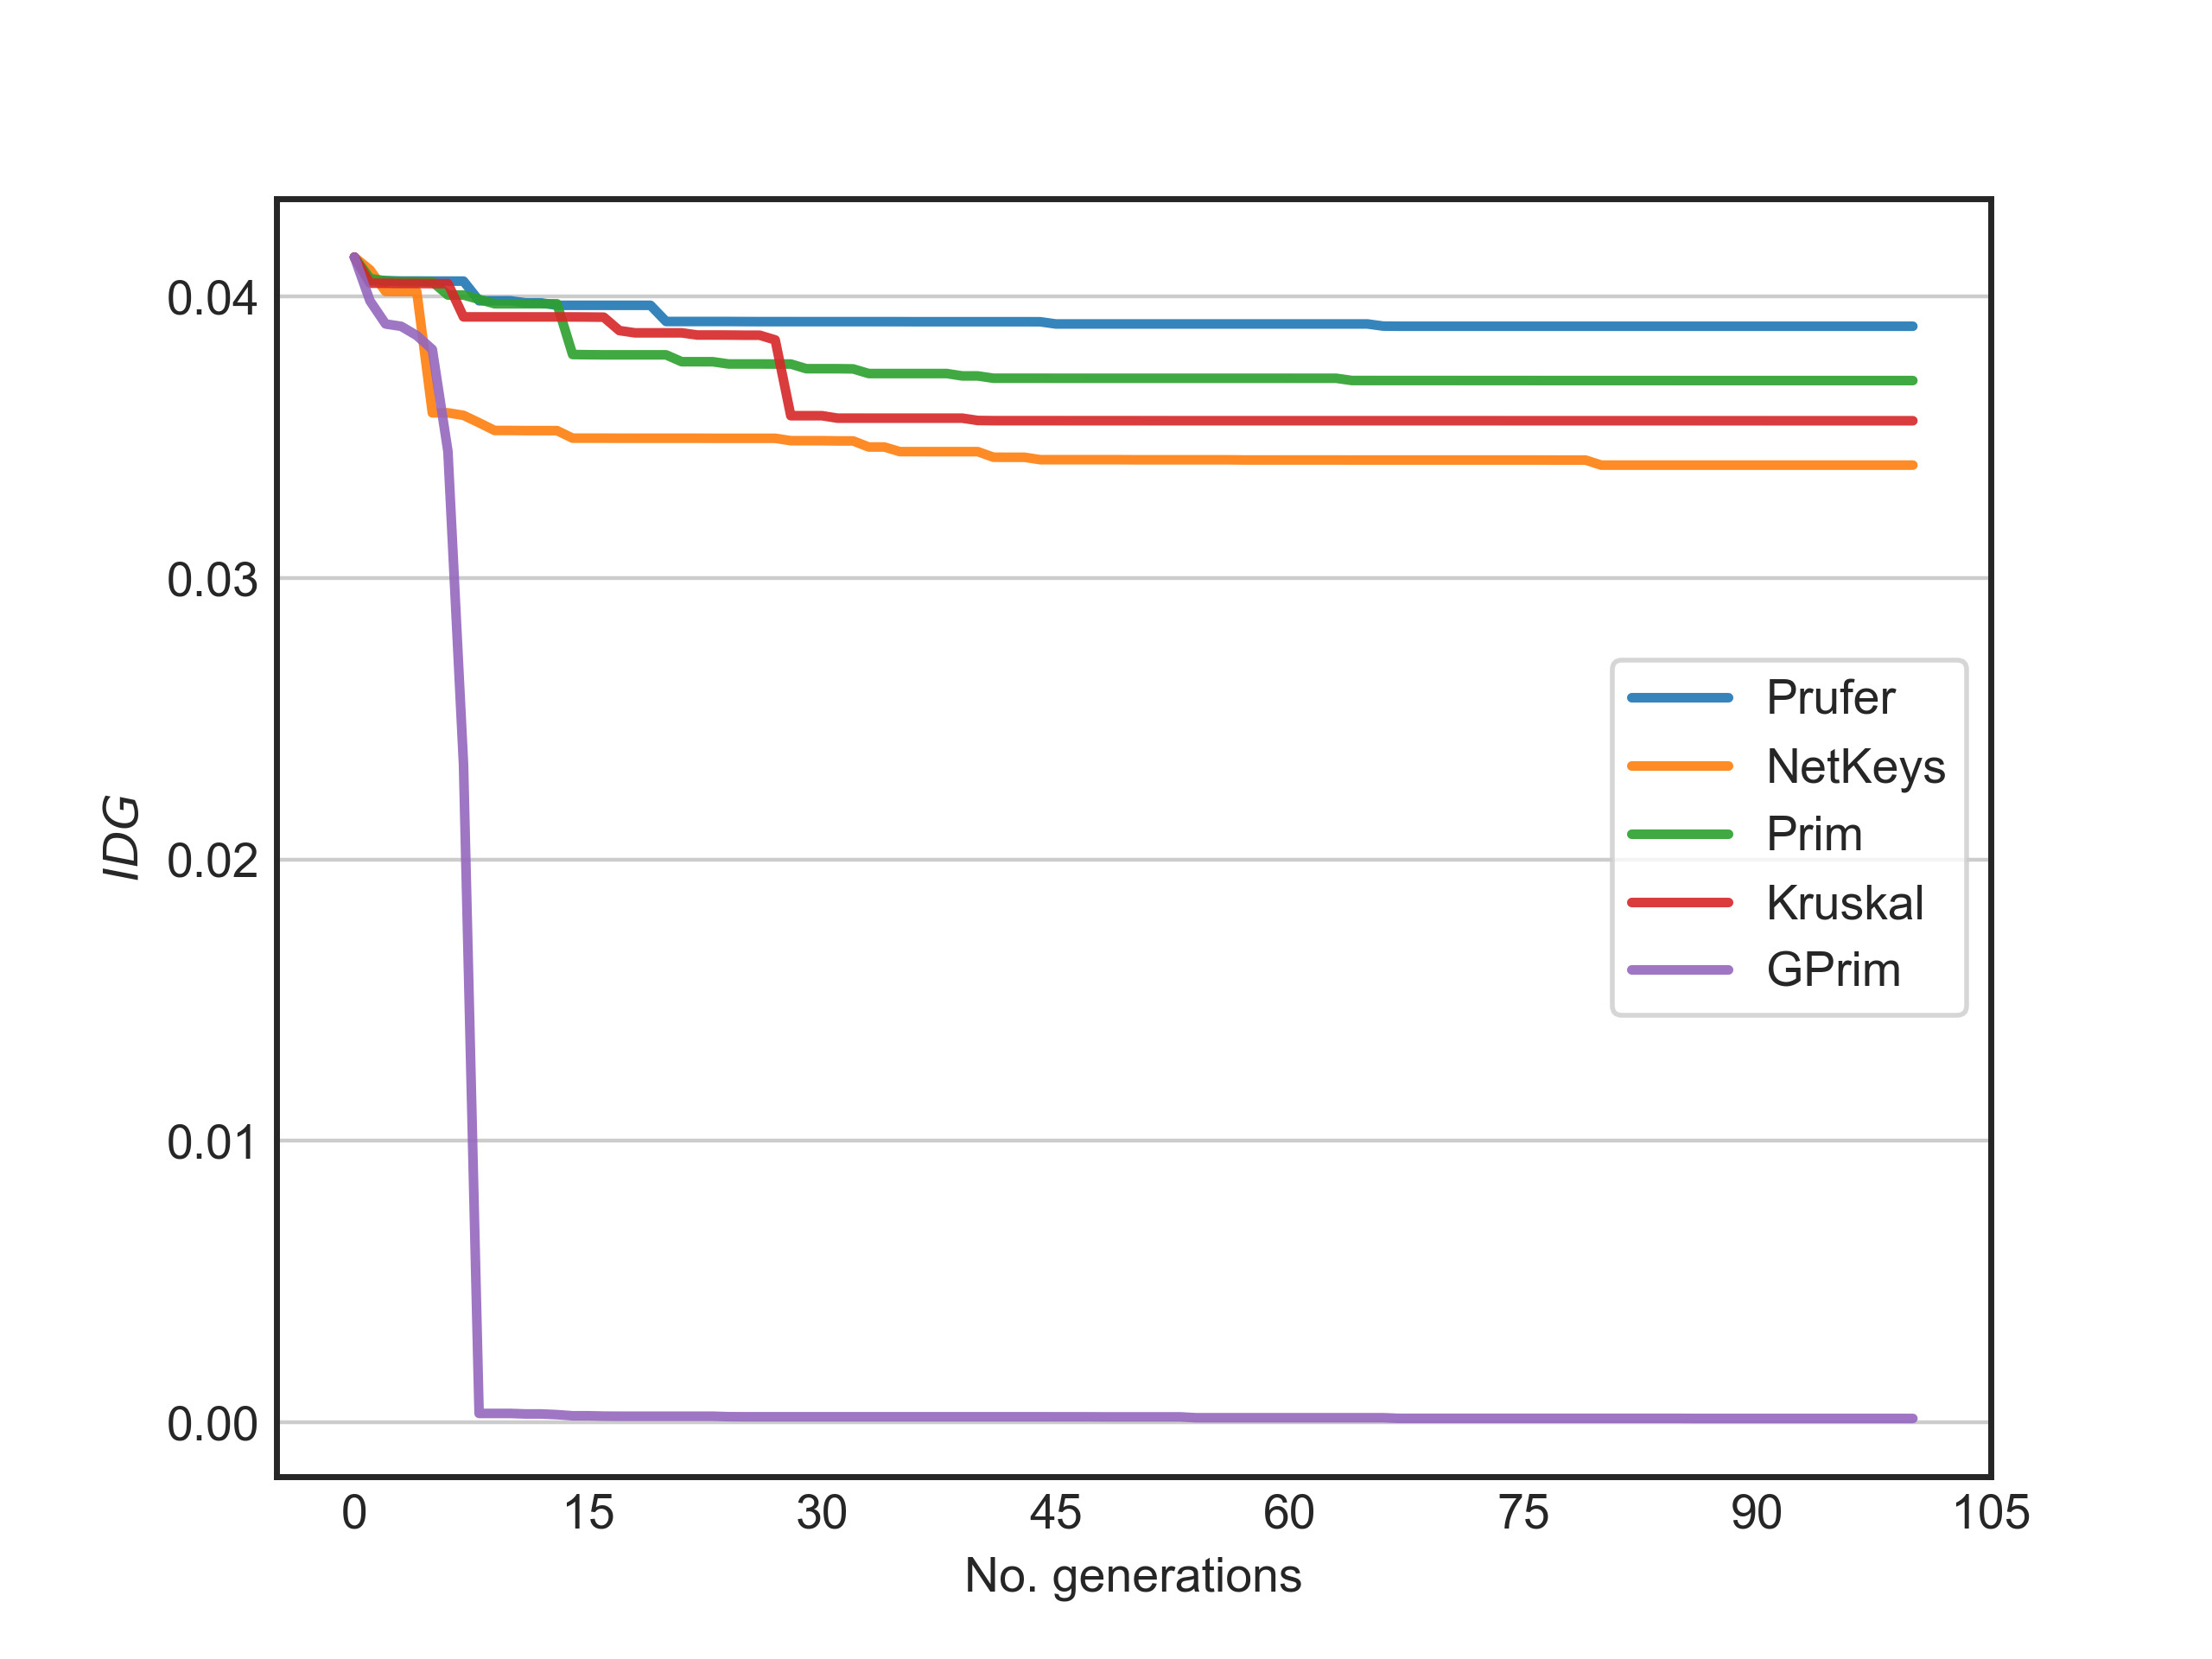 0.04
0.03
0.02
0.01
0.00
IDG
0 15 30 45 60 75 90 105
No. generations
Prufer
NetKeys
Prim
Kruskal
GPrim